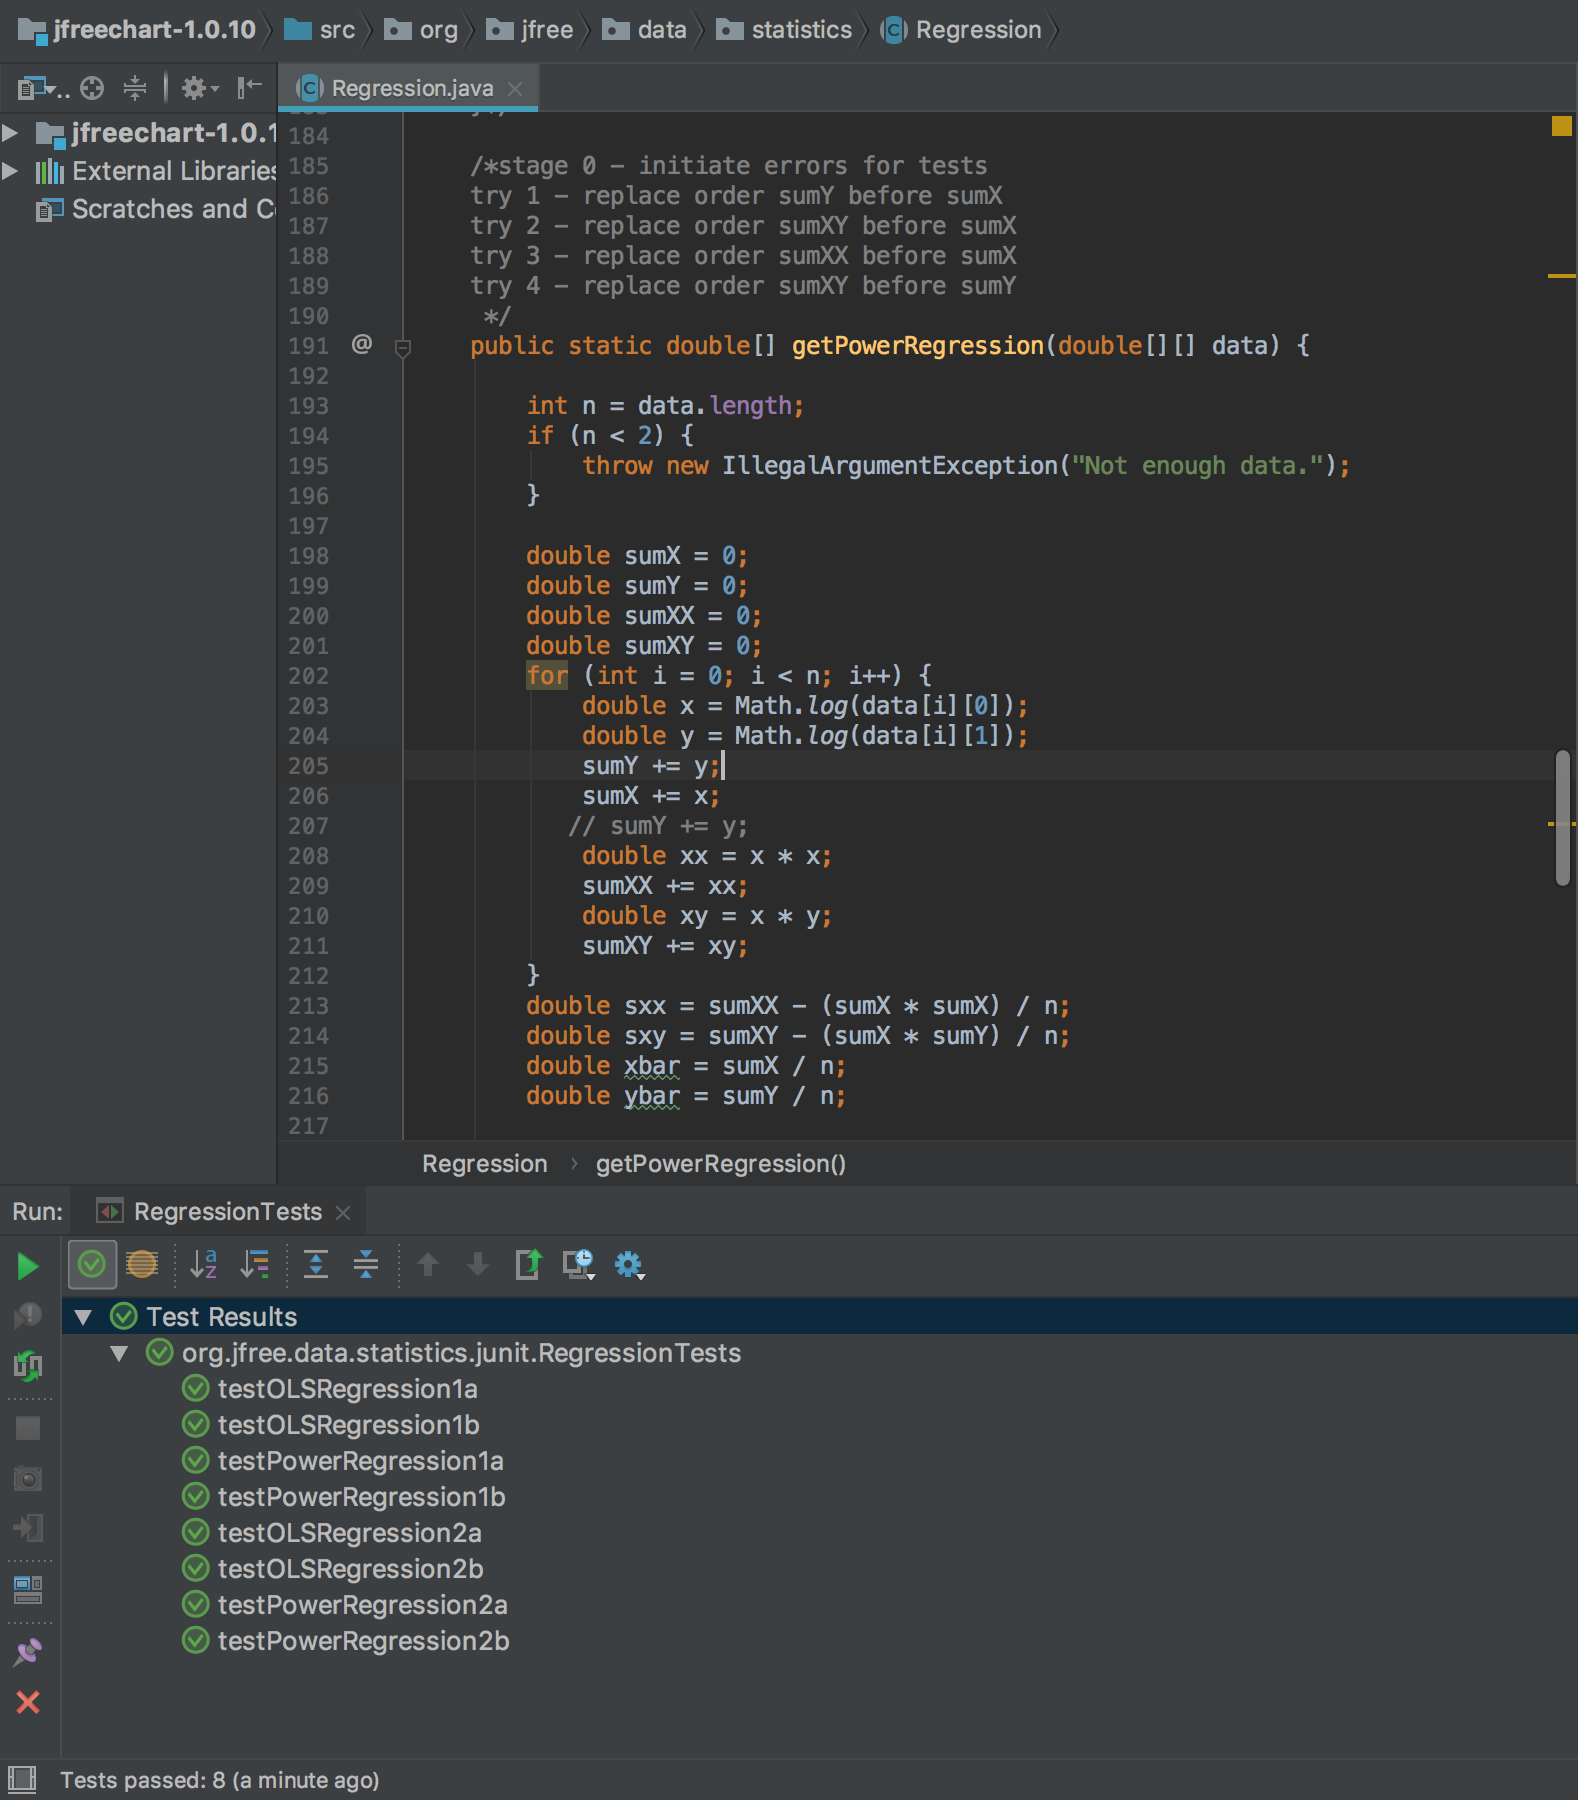 jfreechart-1.0.10 src org jfree data statistics Regression
Regression.java
jfreechart-1.0.1
External Libraries
Scratches and C
184
185 /*stage 0 - initiate errors for tests
186 try 1 - replace order sumY before sumX
187 try 2 - replace order sumXY before sumX
188 try 3 - replace order sumXX before sumX
189 try 4 - replace order sumXY before sumY
190 */
191 @ public static double[] getPowerRegression(double[][] data) {
192
193 int n = data.length;
194 if (n < 2) {
195 throw new IllegalArgumentException("Not enough data.");
196 }
197
198 double sumX = 0;
199 double sumY = 0;
200 double sumXX = 0;
201 double sumXY = 0;
202 for (int i = 0; i < n; i++) {
203 double x = Math.log(data[i][0]);
204 double y = Math.log(data[i][1]);
205 sumY += y;
206 sumX += x;
207 // sumY += y;
208 double xx = x * x;
209 sumXX += xx;
210 double xy = x * y;
211 sumXY += xy;
212 }
213 double sxx = sumXX - (sumX * sumX) / n;
214 double sxy = sumXY - (sumX * sumY) / n;
215 double xbar = sumX / n;
216 double ybar = sumY / n;
217
Regression › getPowerRegression()
Run: RegressionTests
Test Results
org.jfree.data.statistics.junit.RegressionTests
testOLSRegression1a
testOLSRegression1b
testPowerRegression1a
testPowerRegression1b
testOLSRegression2a
testOLSRegression2b
testPowerRegression2a
testPowerRegression2b
Tests passed: 8 (a minute ago)